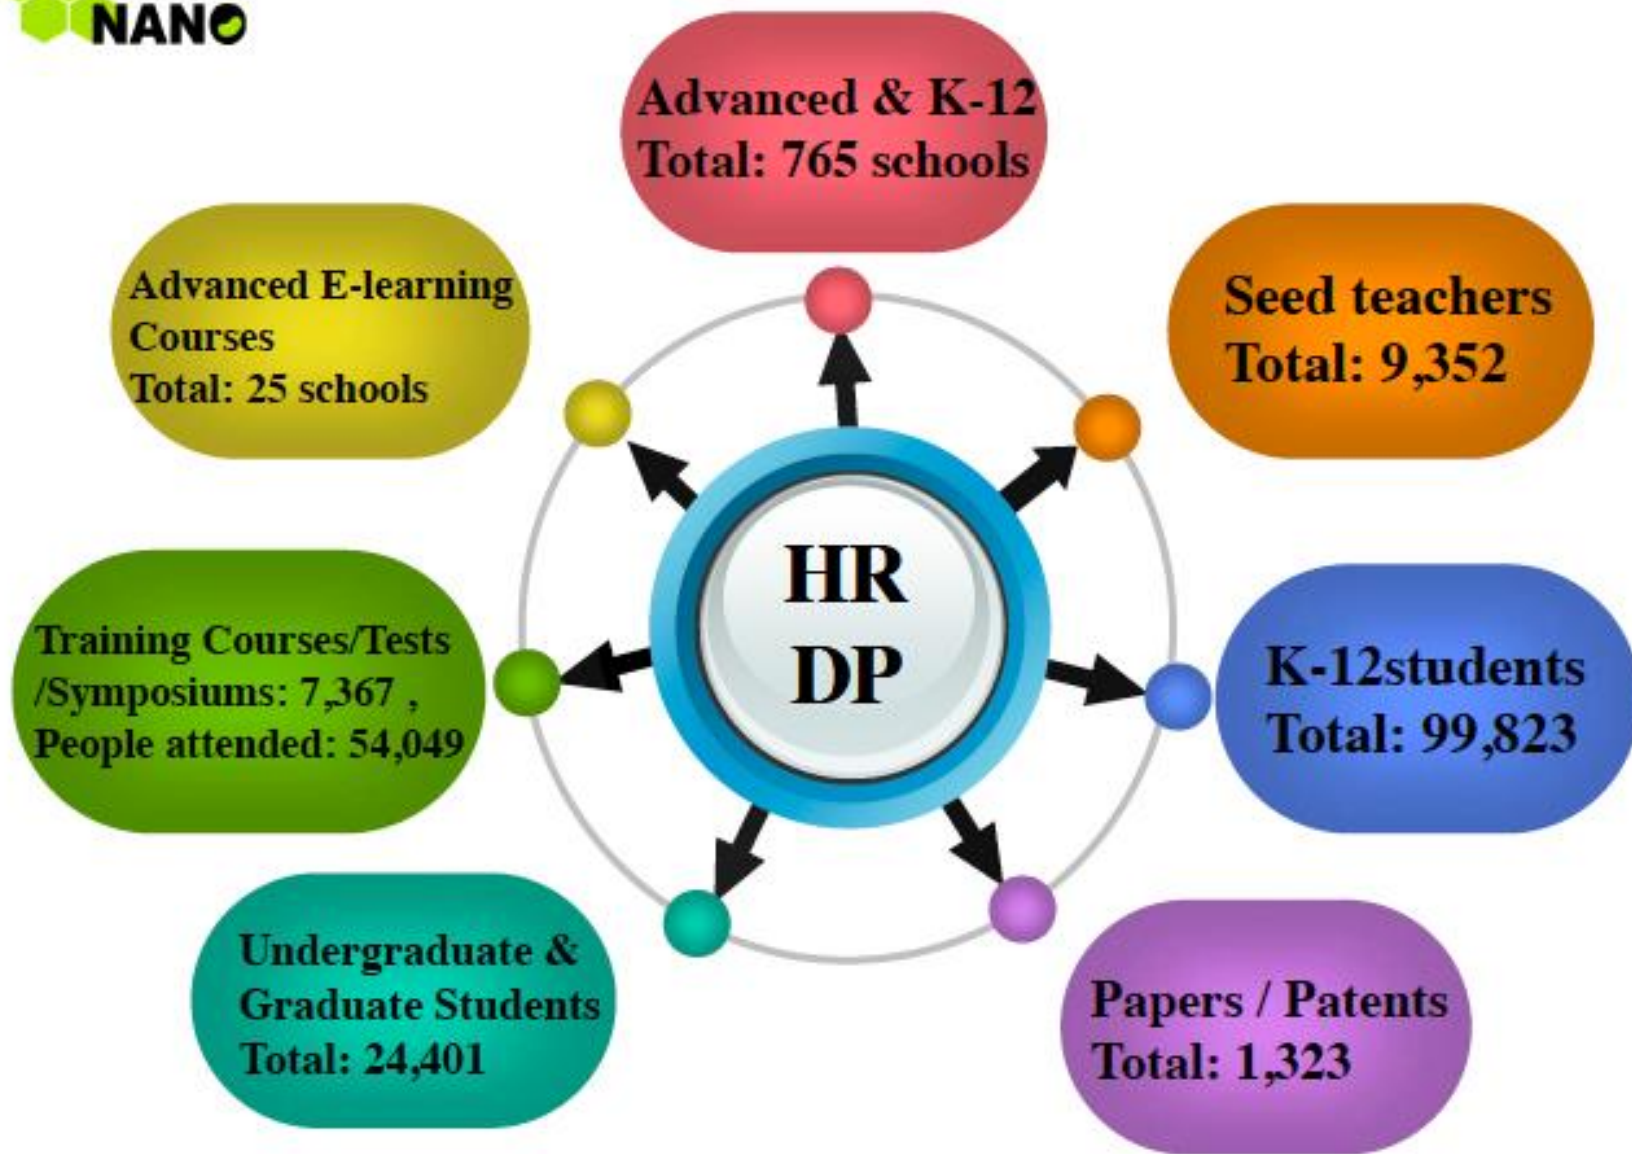 NANO
Advanced & K-12
Total: 765 schools
Advanced E-learning
Courses
Total: 25 schools
Seed teachers
Total: 9,352
HR
DP
Training Courses/Tests
/Symposiums: 7,367 ,
People attended: 54,049
K-12students
Total: 99,823
Undergraduate &
Graduate Students
Total: 24,401
Papers / Patents
Total: 1,323